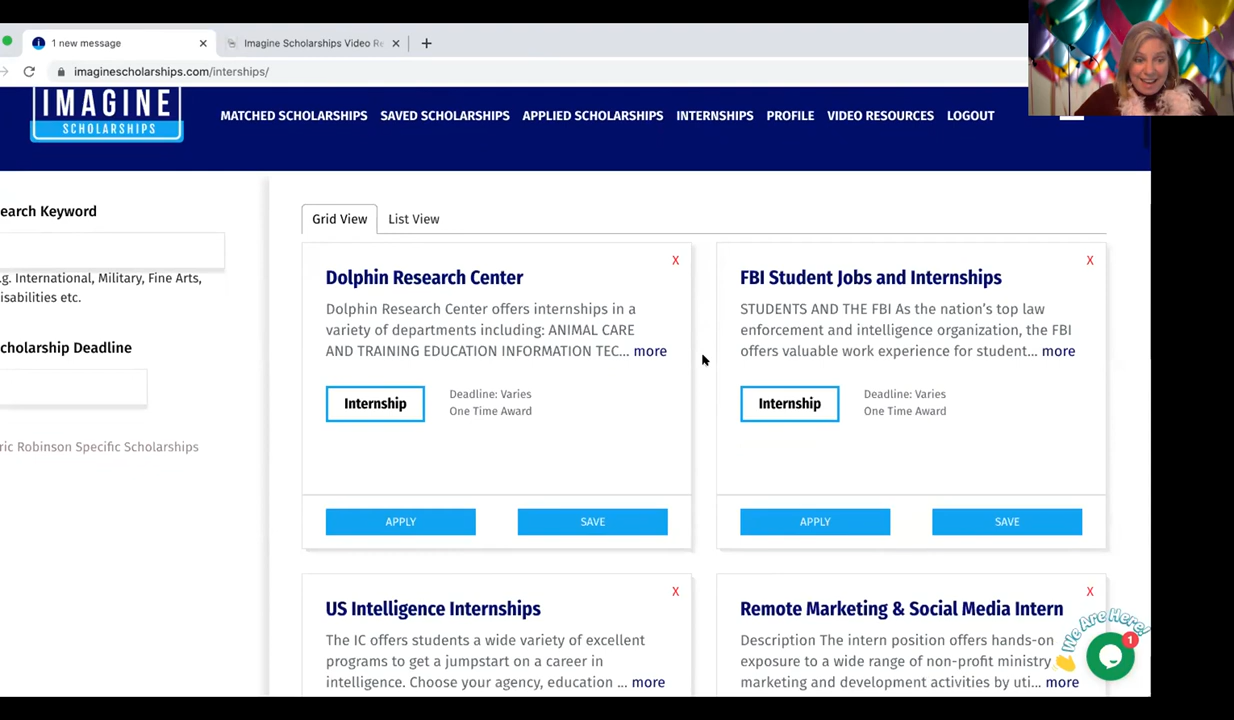 1 new message
Imagine Scholarships Video Re
imaginescholarships.com/interships/
IMAGINE
SCHOLARSHIPS
MATCHED SCHOLARSHIPS SAVED SCHOLARSHIPS APPLIED SCHOLARSHIPS INTERNSHIPS PROFILE VIDEO RESOURCES LOGOUT
earch Keyword
.g. International, Military, Fine Arts,
isabilities etc.
cholarship Deadline
ric Robinson Specific Scholarships
Grid View List View
X
Dolphin Research Center
Dolphin Research Center offers internships in a
variety of departments including: ANIMAL CARE
AND TRAINING EDUCATION INFORMATION TEC... more
Internship
Deadline: Varies
One Time Award
APPLY SAVE
X
FBI Student Jobs and Internships
STUDENTS AND THE FBI As the nation's top law
enforcement and intelligence organization, the FBI
offers valuable work experience for student... more
Internship
Deadline: Varies
One Time Award
APPLY SAVE
X
US Intelligence Internships
The IC offers students a wide variety of excellent
programs to get a jumpstart on a career in
intelligence. Choose your agency, education ... more
X
Remote Marketing & Social Media Intern
Description The intern position offers hands-on
exposure to a wide range of non-profit ministry
marketing and development activities by uti... more
We Are Here!
1